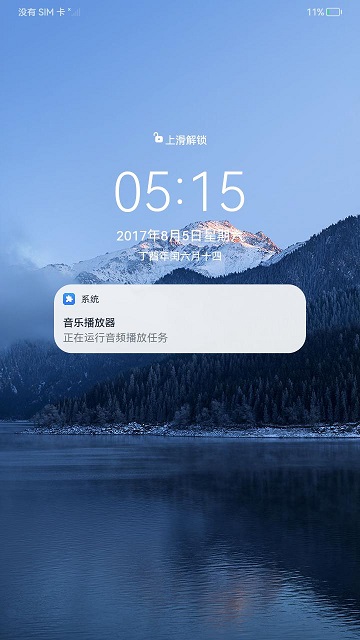 没有 SIM 卡
11%
上滑解锁
05:15
2017年8月5日星期六
丁酉年闰六月十四
系统
音乐播放器
正在运行音频播放任务